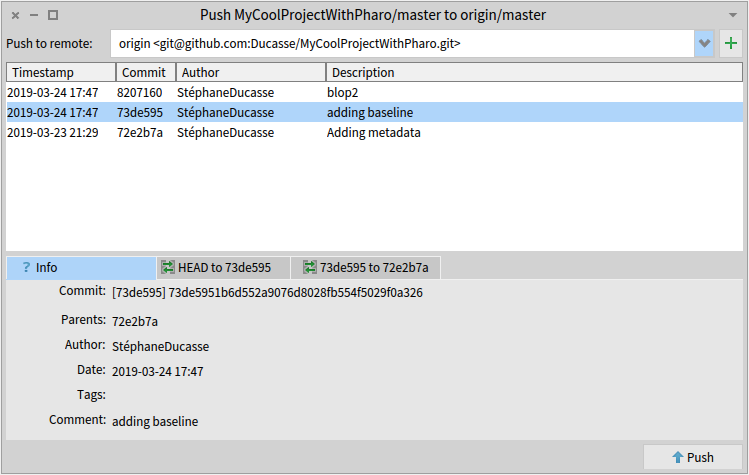 Push MyCoolProjectWithPharo/master to origin/master
Push to remote: origin <git@github.com:Ducasse/MyCoolProjectWithPharo.git>
Timestamp Commit Author Description
2019-03-24 17:47 8207160 StéphaneDucasse blop2
2019-03-24 17:47 73de595 StéphaneDucasse adding baseline
2019-03-23 21:29 72e2b7a StéphaneDucasse Adding metadata
? Info HEAD to 73de595 73de595 to 72e2b7a
Commit: [73de595] 73de5951b6d552a9076d8028fb554f5029f0a326
Parents: 72e2b7a
Author: StéphaneDucasse
Date: 2019-03-24 17:47
Tags:
Comment: adding baseline
Push